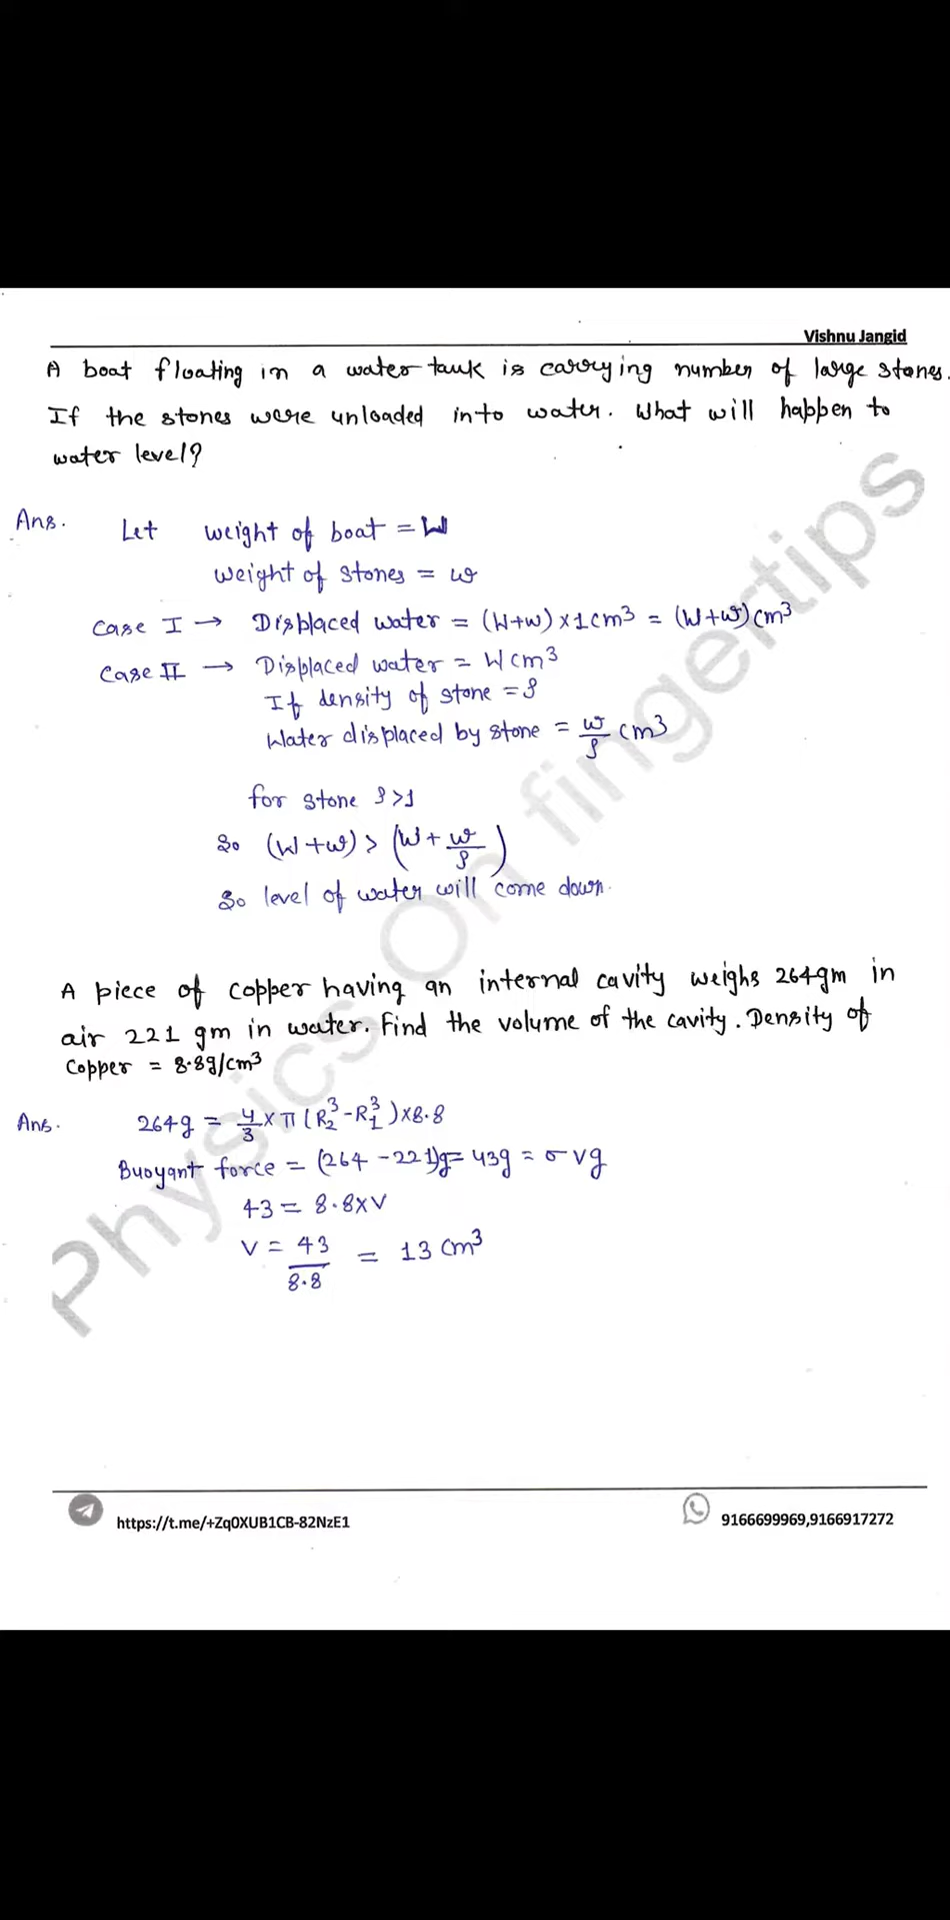 Vishnu Jangid
A boat floating in a water tank is carrying number of large stones.
If the stones were unloaded into water. What will happen to
water level?
Ans. Let weight of boat = W
weight of stones = w
Case I → Displaced water = (W+w)×1cm³ = (W+w)cm³
Case II → Displaced water = W cm³
If density of stone = ρ
Water displaced by stone = w/ρ cm³
for stone ρ>1
So (W+w) > (W + w/ρ)
So level of water will come down.
A piece of copper having an internal cavity weighs 264gm in
air 221 gm in water. Find the volume of the cavity. Density of
Copper = 8.8g/cm³
Ans. 264g = 4/3 × π (R₂³-R₁³)×8.8
Buoyant force = (264-221)g = 43g = σvg
43 = 8.8×V
V = 43/8.8 = 13 cm³
Physics On fingertips
https://t.me/+Zq0XUB1CB-82NzE1
9166699969,9166917272